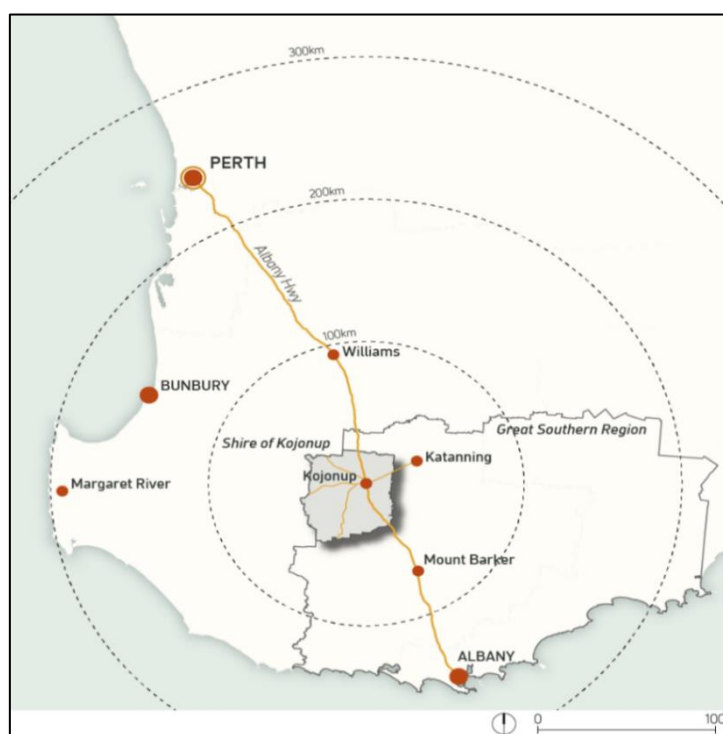 300km
PERTH
200km
Albany Hwy
100km
Williams
BUNBURY
Great Southern Region
Shire of Kojonup
Katanning
Kojonup
Margaret River
Mount Barker
ALBANY
0 100